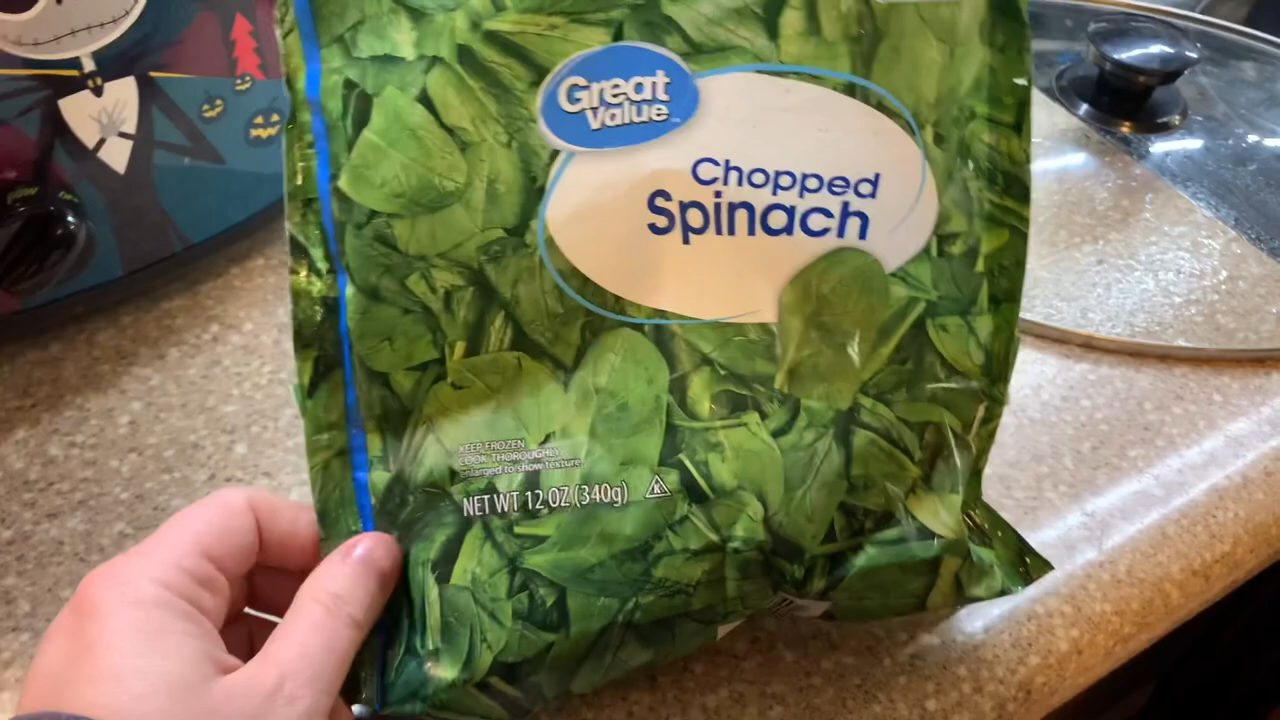 Great
Value
Chopped
Spinach
KEEP FROZEN
COOK THOROUGHLY
enlarged to show texture
NET WT 12 OZ (340g)
K